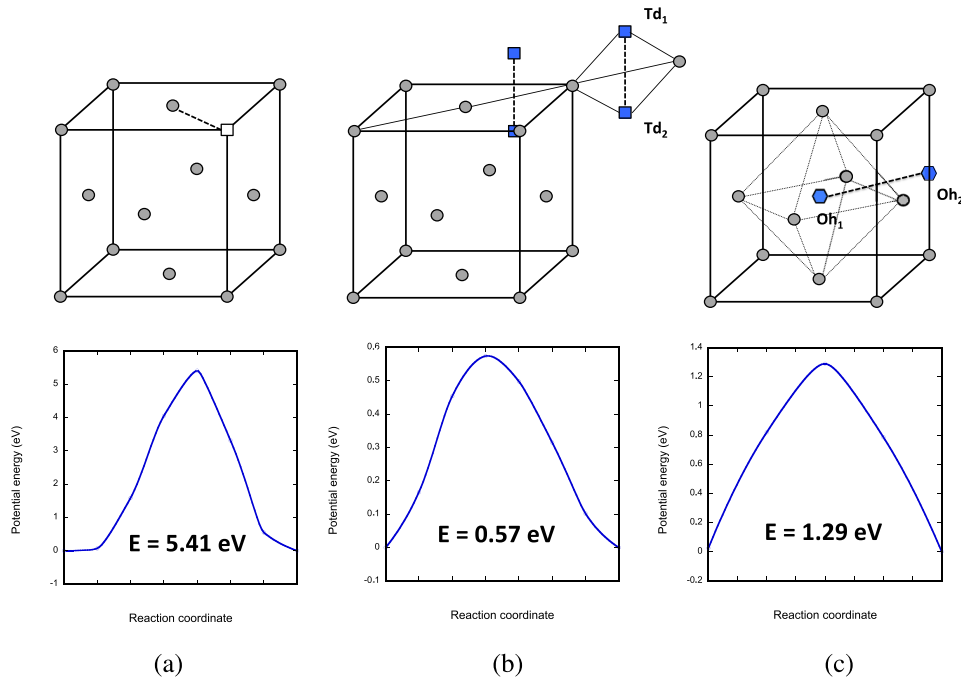 Td1
Td2
Oh1
Oh2
6
5
4
3
2
1
0
-1
Potential energy (eV)
E = 5.41 eV
Reaction coordinate
0.6
0.5
0.4
0.3
0.2
0.1
0
-0.1
Potential energy (eV)
E = 0.57 eV
Reaction coordinate
1.4
1.2
1
0.8
0.6
0.4
0.2
0
-0.2
Potential energy (eV)
E = 1.29 eV
Reaction coordinate
(a)
(b)
(c)